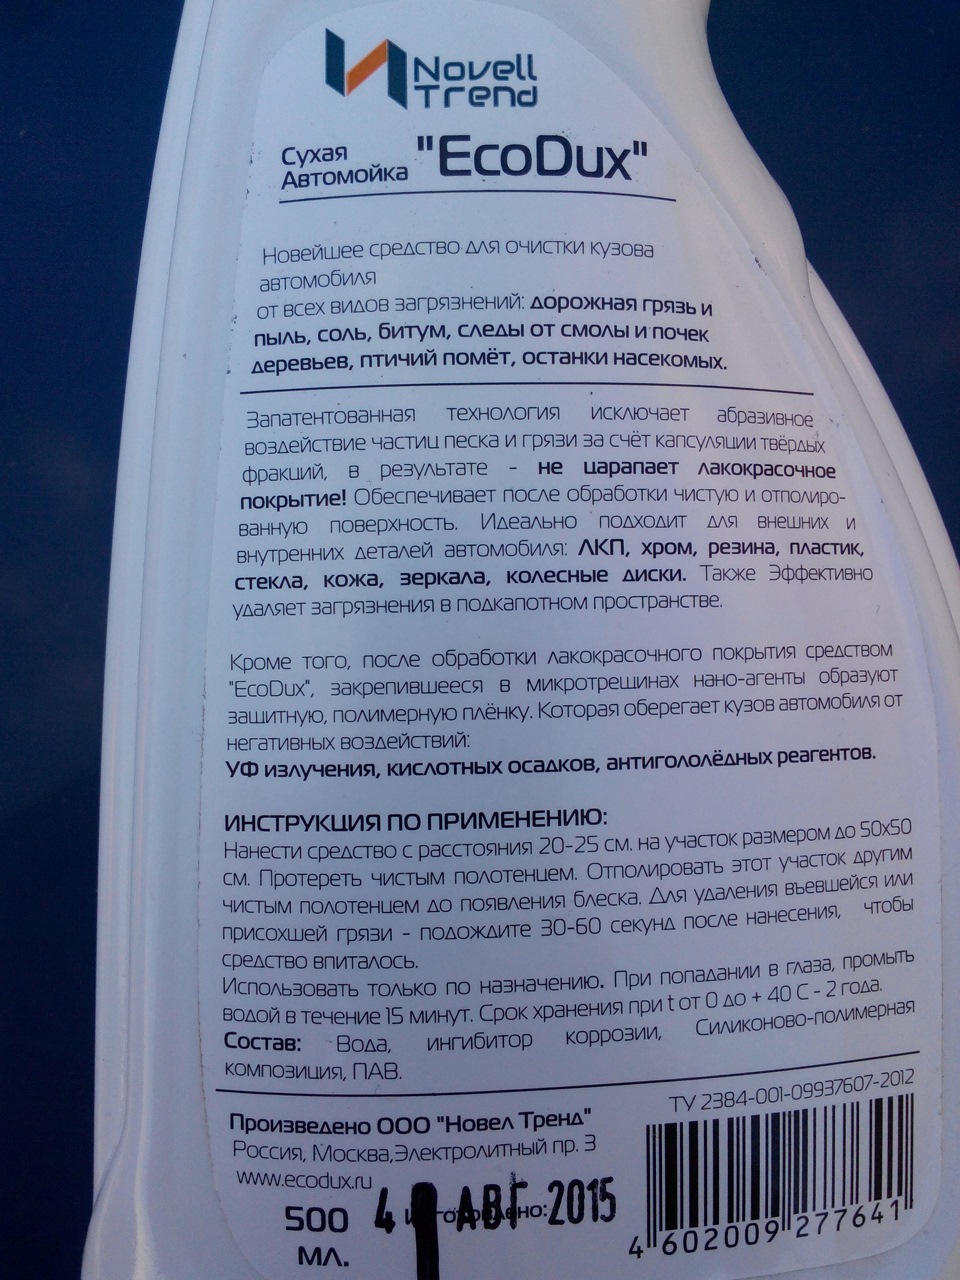 Novell
Trend
Сухая
Автомойка "EcoDux"
Новейшее средство для очистки кузова
автомобиля
от всех видов загрязнений: дорожная грязь и
пыль, соль, битум, следы от смолы и почек
деревьев, птичий помёт, останки насекомых.
Запатентованная технология исключает абразивное
воздействие частиц песка и грязи за счёт капсуляции твёрдых
фракций, в результате - не царапает лакокрасочное
покрытие! Обеспечивает после обработки чистую и отполиро-
ванную поверхность. Идеально подходит для внешних и
внутренних деталей автомобиля: ЛКП, хром, резина, пластик,
стекла, кожа, зеркала, колесные диски. Также Эффективно
удаляет загрязнения в подкапотном пространстве.
Кроме того, после обработки лакокрасочного покрытия средством
"EcoDux", закрепившееся в микротрещинах нано-агенты образуют
защитную, полимерную плёнку. Которая оберегает кузов автомобиля от
негативных воздействий:
УФ излучения, кислотных осадков, антигололёдных реагентов.
ИНСТРУКЦИЯ ПО ПРИМЕНЕНИЮ:
Нанести средство с расстояния 20-25 см. на участок размером до 50x50
см. Протереть чистым полотенцем. Отполировать этот участок другим
чистым полотенцем до появления блеска. Для удаления въевшейся или
присохшей грязи - подождите 30-60 секунд после нанесения, чтобы
средство впиталось.
Использовать только по назначению. При попадании в глаза, промыть
водой в течение 15 минут. Срок хранения при t от 0 до + 40 С - 2 года.
Состав: Вода, ингибитор коррозии, Силиконово-полимерная
композиция, ПАВ.
ТУ 2384-001-09937607-2012
Произведено ООО "Новел Тренд"
Россия, Москва,Электролитный пр. 3
www.ecodux.ru
500
МЛ.
АВГ 2015
4 602009 277641